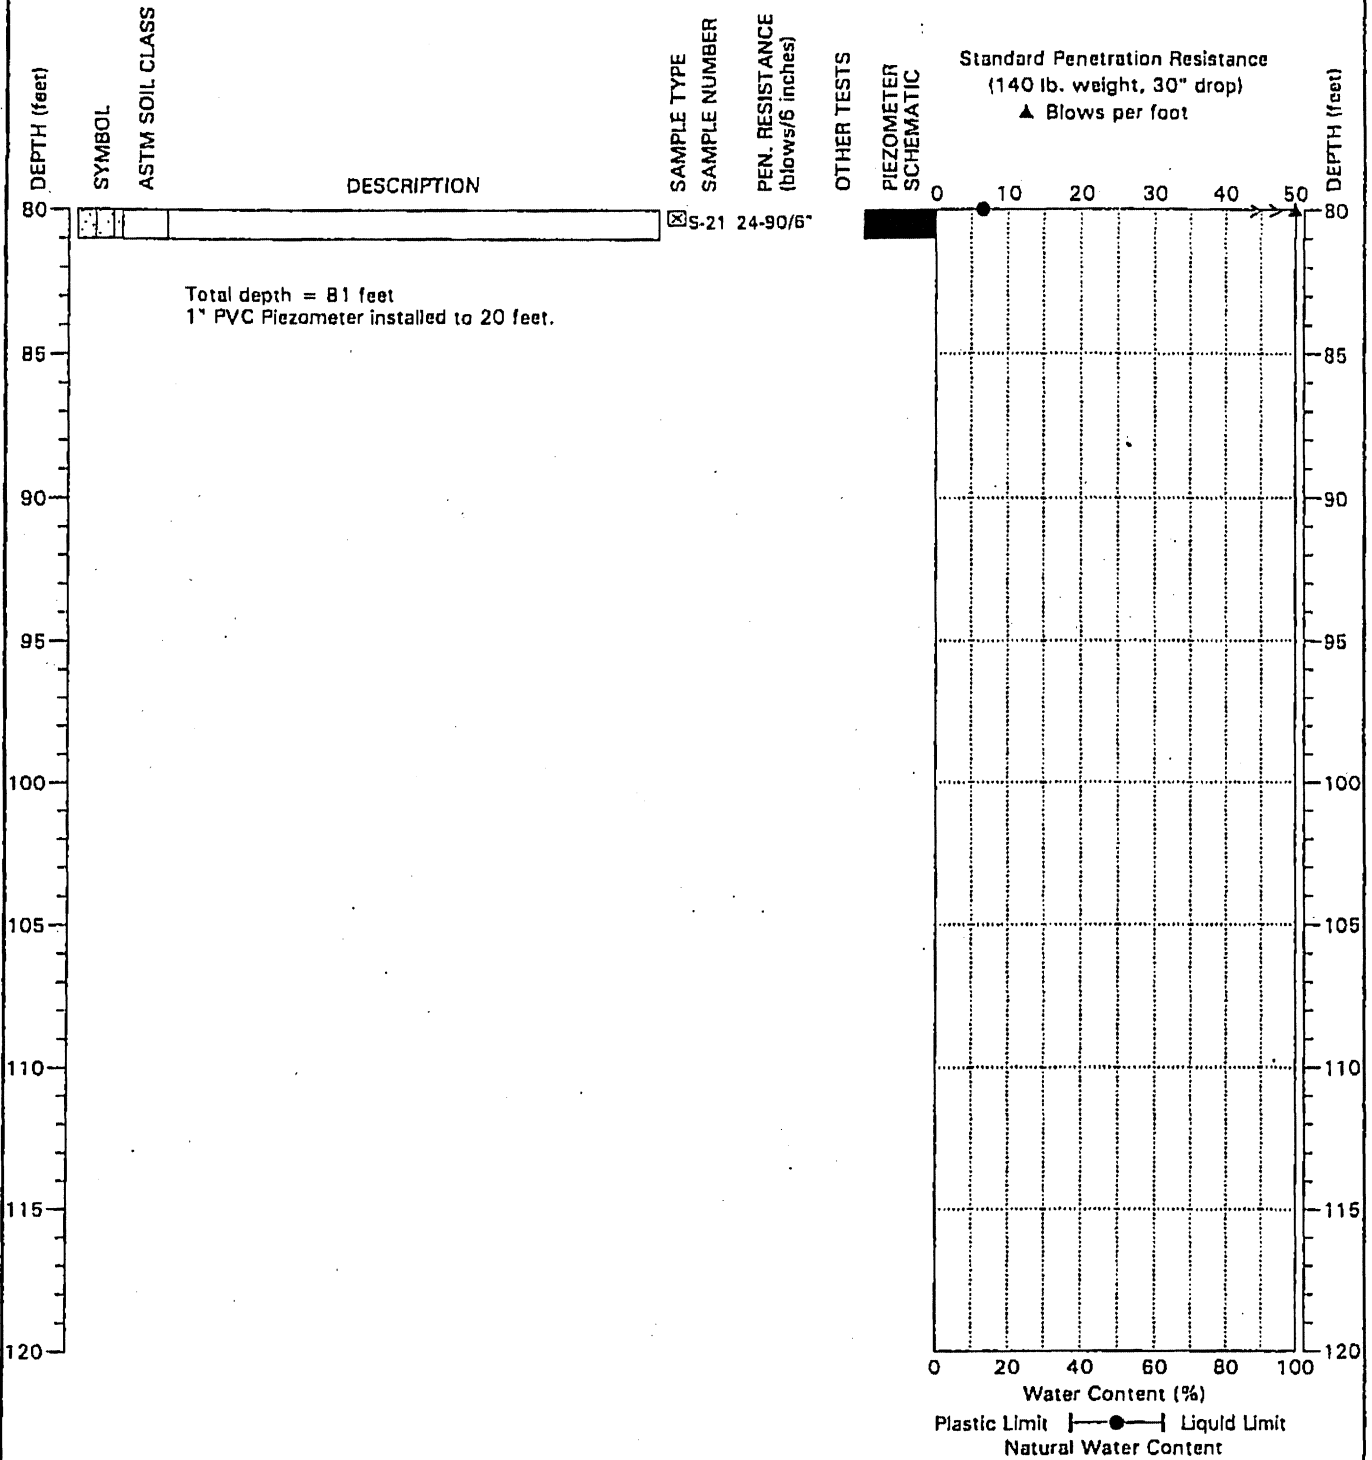 DEPTH (feet)
SYMBOL
ASTM SOIL CLASS
DESCRIPTION
SAMPLE TYPE
SAMPLE NUMBER
PEN. RESISTANCE
(blows/6 inches)
OTHER TESTS
PIEZOMETER
SCHEMATIC
Standard Penetration Resistance
(140 lb. weight, 30" drop)
▲ Blows per foot
DEPTH (feet)
0 10 20 30 40 50
80 S-21 24-90/6" 80
Total depth = 81 feet
1" PVC Piezometer installed to 20 feet.
85 85
90 90
95 95
100 100
105 105
110 110
115 115
120 120
0 20 40 60 80 100
Water Content (%)
Plastic Limit Liquid Limit
Natural Water Content